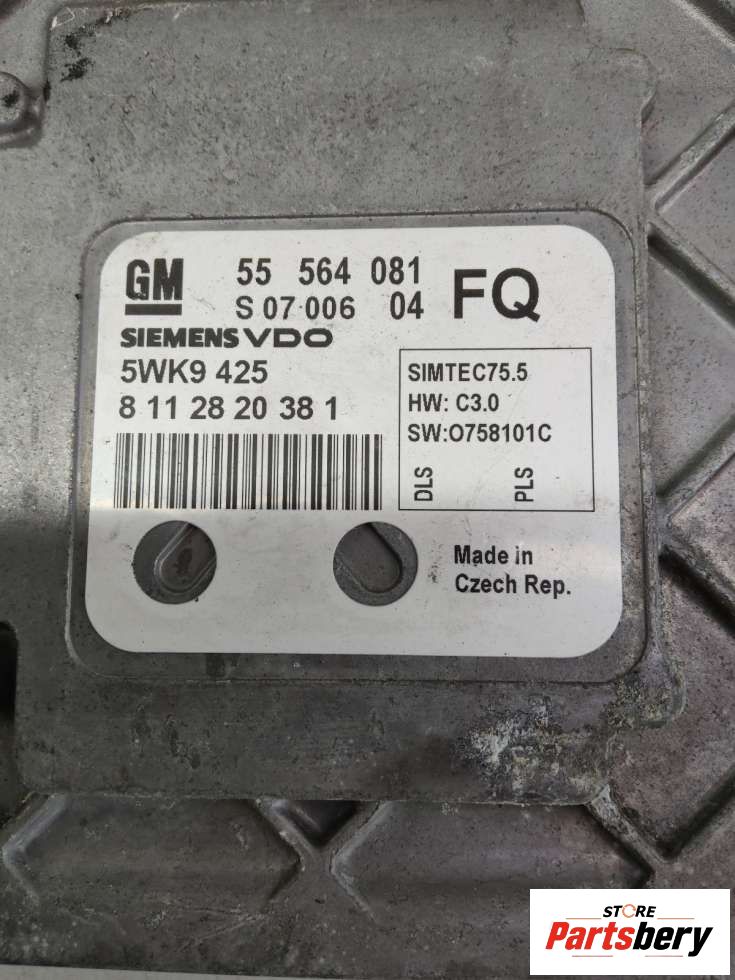 GM 55 564 081 FQ
S 07 006 04
SIEMENS VDO
5WK9 425
8 11 28 20 38 1
SIMTEC75.5
HW: C3.0
SW:O758101C
DLS PLS
Made in
Czech Rep.
STORE
Partsbery